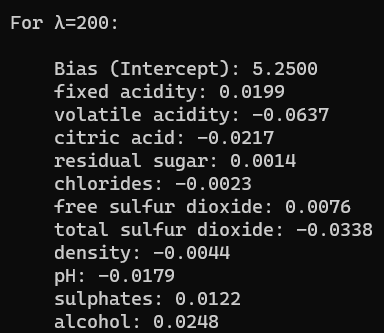 For λ=200:
Bias (Intercept): 5.2500
fixed acidity: 0.0199
volatile acidity: -0.0637
citric acid: -0.0217
residual sugar: 0.0014
chlorides: -0.0023
free sulfur dioxide: 0.0076
total sulfur dioxide: -0.0338
density: -0.0044
pH: -0.0179
sulphates: 0.0122
alcohol: 0.0248